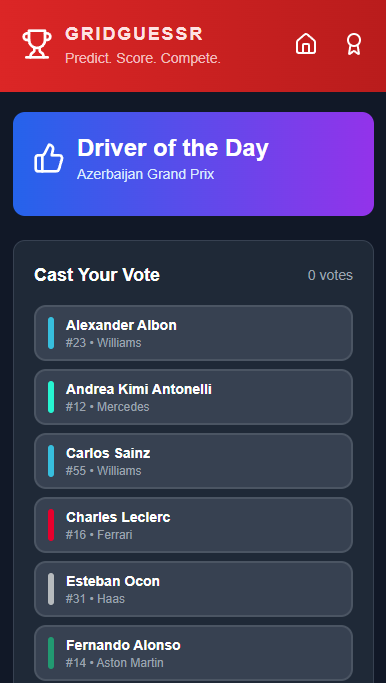 GRIDGUESSR
Predict. Score. Compete.
Driver of the Day
Azerbaijan Grand Prix
Cast Your Vote
0 votes
Alexander Albon
#23 • Williams
Andrea Kimi Antonelli
#12 • Mercedes
Carlos Sainz
#55 • Williams
Charles Leclerc
#16 • Ferrari
Esteban Ocon
#31 • Haas
Fernando Alonso
#14 • Aston Martin